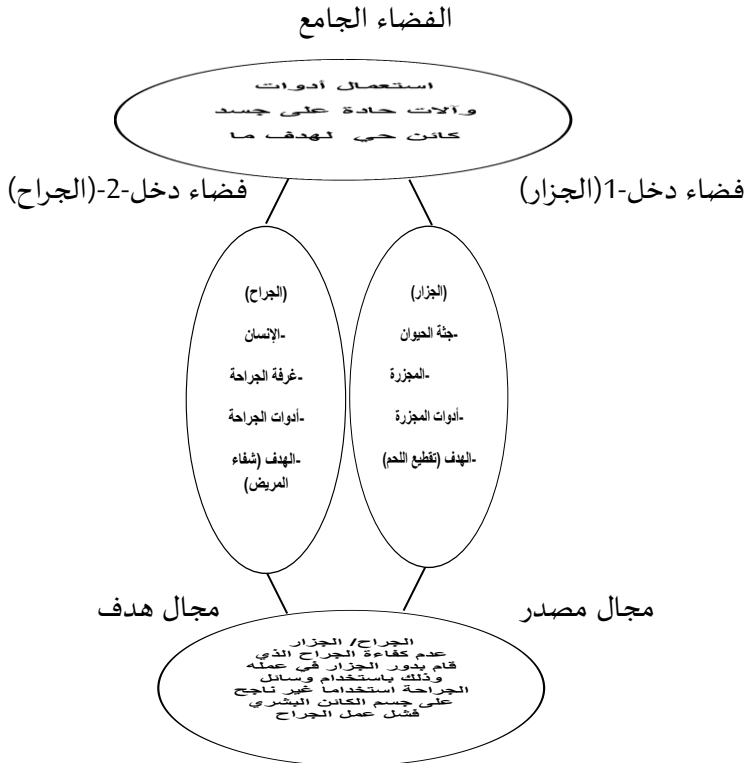 الفضاء الجامع
استعمال أدوات
وآلات حادة على جسد
كائن حي لهدف ما
فضاء دخل-1(الجزار)
فضاء دخل-2-(الجراح)
(الجزار)
-جثة الحيوان
-المجزرة
-أدوات المجزرة
-الهدف (تقطيع اللحم)
(الجراح)
-الإنسان
-غرفة الجراحة
-أدوات الجراحة
-الهدف (شفاء
المريض)
مجال مصدر
مجال هدف
الجراح/ الجزار
عدم كفاءة الجراح الذي
قام بدور الجزار في عمله
وذلك باستخدام وسائل
الجراحة استخداما غير ناجح
على جسم الكائن البشري
فشل عمل الجراح